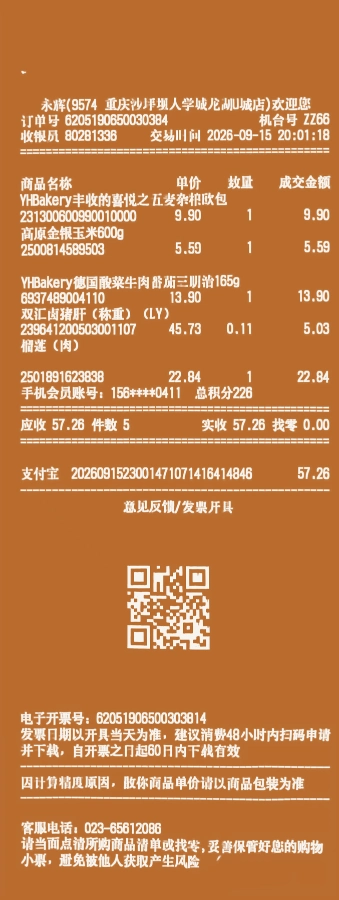 永辉(9574 重庆沙坪坝大学城龙湖U城店)欢迎您
订单号 6205190650030384 机台号 ZZ66
收银员 80281336 交易时间 2026-09-15 20:01:18
商品名称 单价 数量 成交金额
YHBakery丰收的喜悦之五麦杂粮欧包
231300600990010000 9.90 1 9.90
高原金银玉米600g
2500814589503 5.59 1 5.59
YHBakery德国酸菜牛肉番茄三明治165g
6937489004110 13.90 1 13.90
双汇卤猪肝（称重）（LY）
239641200503001107 45.73 0.11 5.03
榴莲（肉）
2501891623838 22.84 1 22.84
手机会员账号：156****0411 总积分226
应收 57.26 件数 5 实收 57.26 找零 0.00
支付宝 2026091523001471071416414846 57.26
意见反馈/发票开具
电子开票号：62051906500303814
发票日期以开具当天为准，建议消费48小时内扫码申请
并下载，自开票之日起60日内下载有效
因计算精度原因，散称商品单价请以商品包装为准
客服电话：023-65612086
请当面点清所购商品清单或找零,妥善保管好您的购物
小票，避免被他人获取产生风险